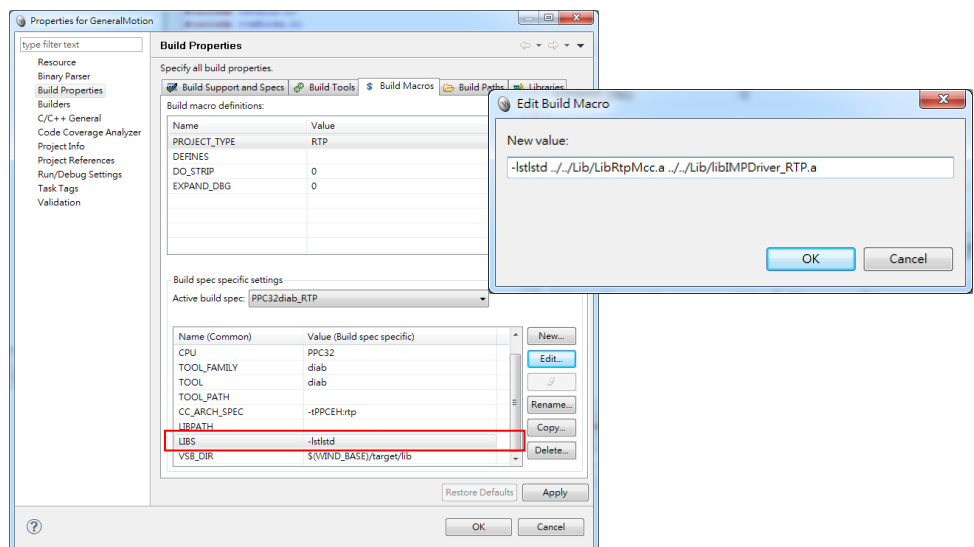 Properties for GeneralMotion
type filter text
Resource
Binary Parser
Build Properties
Builders
C/C++ General
Code Coverage Analyzer
Project Info
Project References
Run/Debug Settings
Task Tags
Validation
Build Properties
Specify all build properties.
Build Support and Specs
Build Tools
$ Build Macros
Build Paths
Libraries
Build macro definitions:
Name Value
PROJECT_TYPE RTP
DEFINES
DO_STRIP 0
EXPAND_DBG 0
Build spec specific settings
Active build spec: PPC32diab_RTP
Name (Common) Value (Build spec specific)
CPU PPC32
TOOL_FAMILY diab
TOOL diab
TOOL_PATH
CC_ARCH_SPEC -tPPCEH:rtp
LIBPATH
LIBS -lstlstd
VSB_DIR $(WIND_BASE)/target/lib
New...
Edit...
Rename...
Copy...
Delete...
Restore Defaults
Apply
OK
Cancel
Edit Build Macro
New value:
-lstlstd ../../Lib/LibRtpMcc.a ../../Lib/libIMPDriver_RTP.a
OK
Cancel